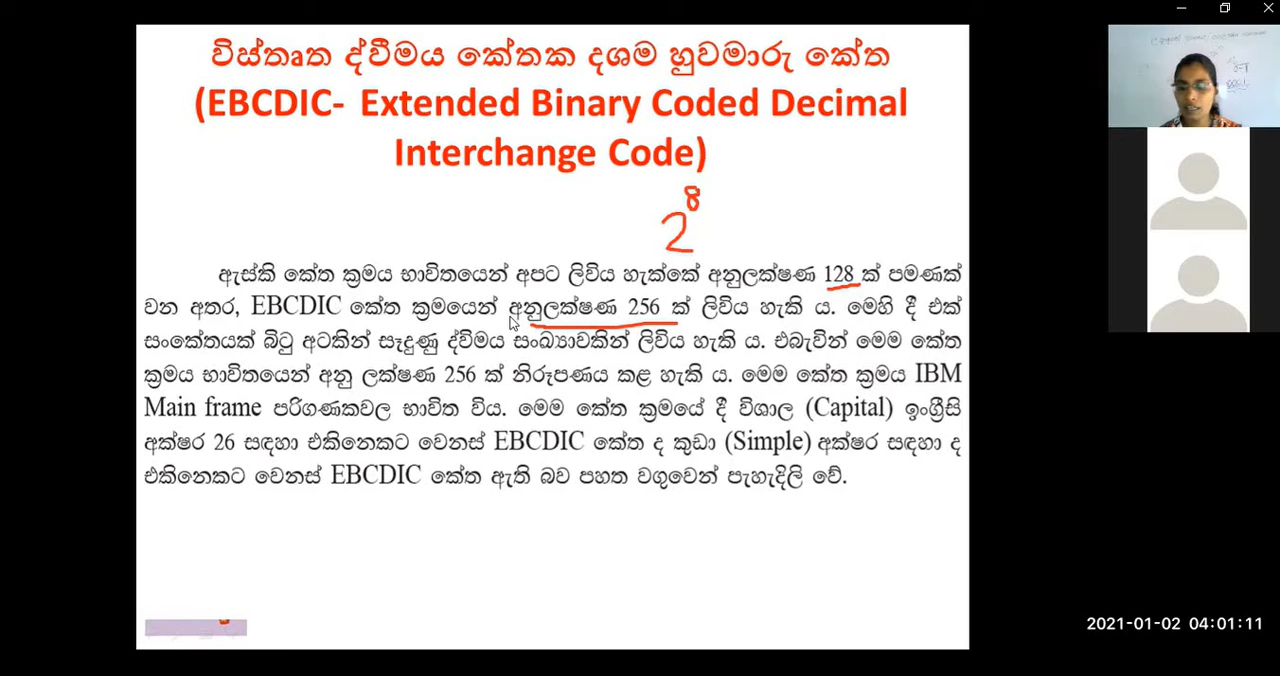 විස්තෘත ද්වීමය කේතක දශම හුවමාරු කේත
(EBCDIC- Extended Binary Coded Decimal
Interchange Code)
2⁸
ඇස්කි කේත ක්‍රමය භාවිතයෙන් අපට ලිවිය හැක්කේ අනුලක්ෂණ 128 ක් පමණක්
වන අතර, EBCDIC කේත ක්‍රමයෙන් අනුලක්ෂණ 256 ක් ලිවිය හැකි ය. මෙහි දී එක්
සංකේතයක් බිටු අටකින් සෑදුණු ද්විමය සංඛ්‍යාවකින් ලිවිය හැකි ය. එබැවින් මෙම කේත
ක්‍රමය භාවිතයෙන් අනු ලක්ෂණ 256 ක් නිරූපණය කළ හැකි ය. මෙම කේත ක්‍රමය IBM
Main frame පරිගණකවල භාවිත විය. මෙම කේත ක්‍රමයේ දී විශාල (Capital) ඉංග්‍රීසි
අක්ෂර 26 සඳහා එකිනෙකට වෙනස් EBCDIC කේත ද කුඩා (Simple) අක්ෂර සඳහා ද
එකිනෙකට වෙනස් EBCDIC කේත ඇති බව පහත වගුවෙන් පැහැදිලි වේ.
2021-01-02 04:01:11